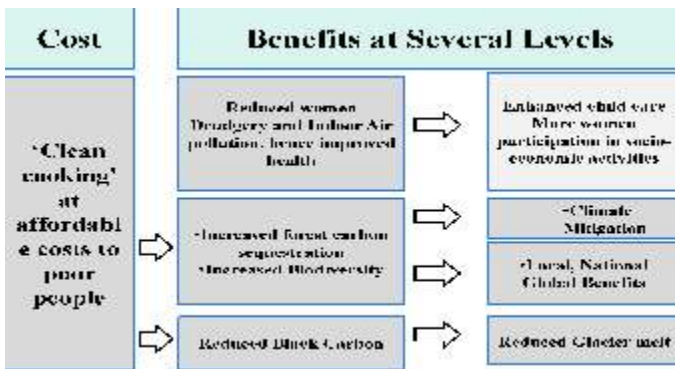 Cost
Benefits at Several Levels
'Clean
cooking'
at
affordabl
e costs to
poor
people
Reduced women
Drudgery and Indoor Air
pollution, hence improved
health
Enhanced child care
More women
participation in socio-
economic activities
•Increased forest carbon
sequestration
•Increased Biodiversity
•Climate
Mitigation
•Local, National
Global Benefits
Reduced Black Carbon
Reduced Glacier melt